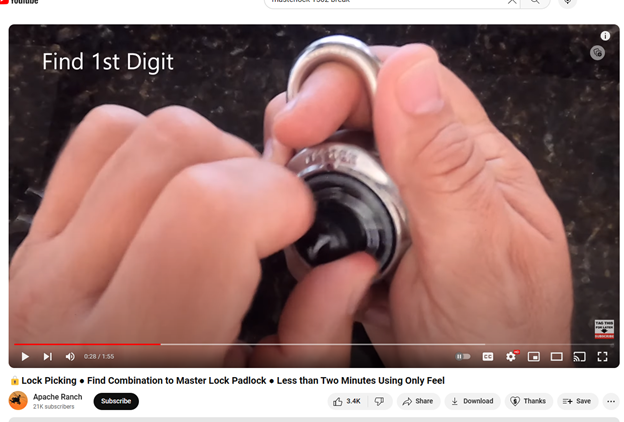 YouTube
masterlock 1502 break
Find 1st Digit
0:28 / 1:55
CC
🔒Lock Picking ● Find Combination to Master Lock Padlock ● Less than Two Minutes Using Only Feel
Apache Ranch
21K subscribers
Subscribe
3.4K
Share
Download
Thanks
Save